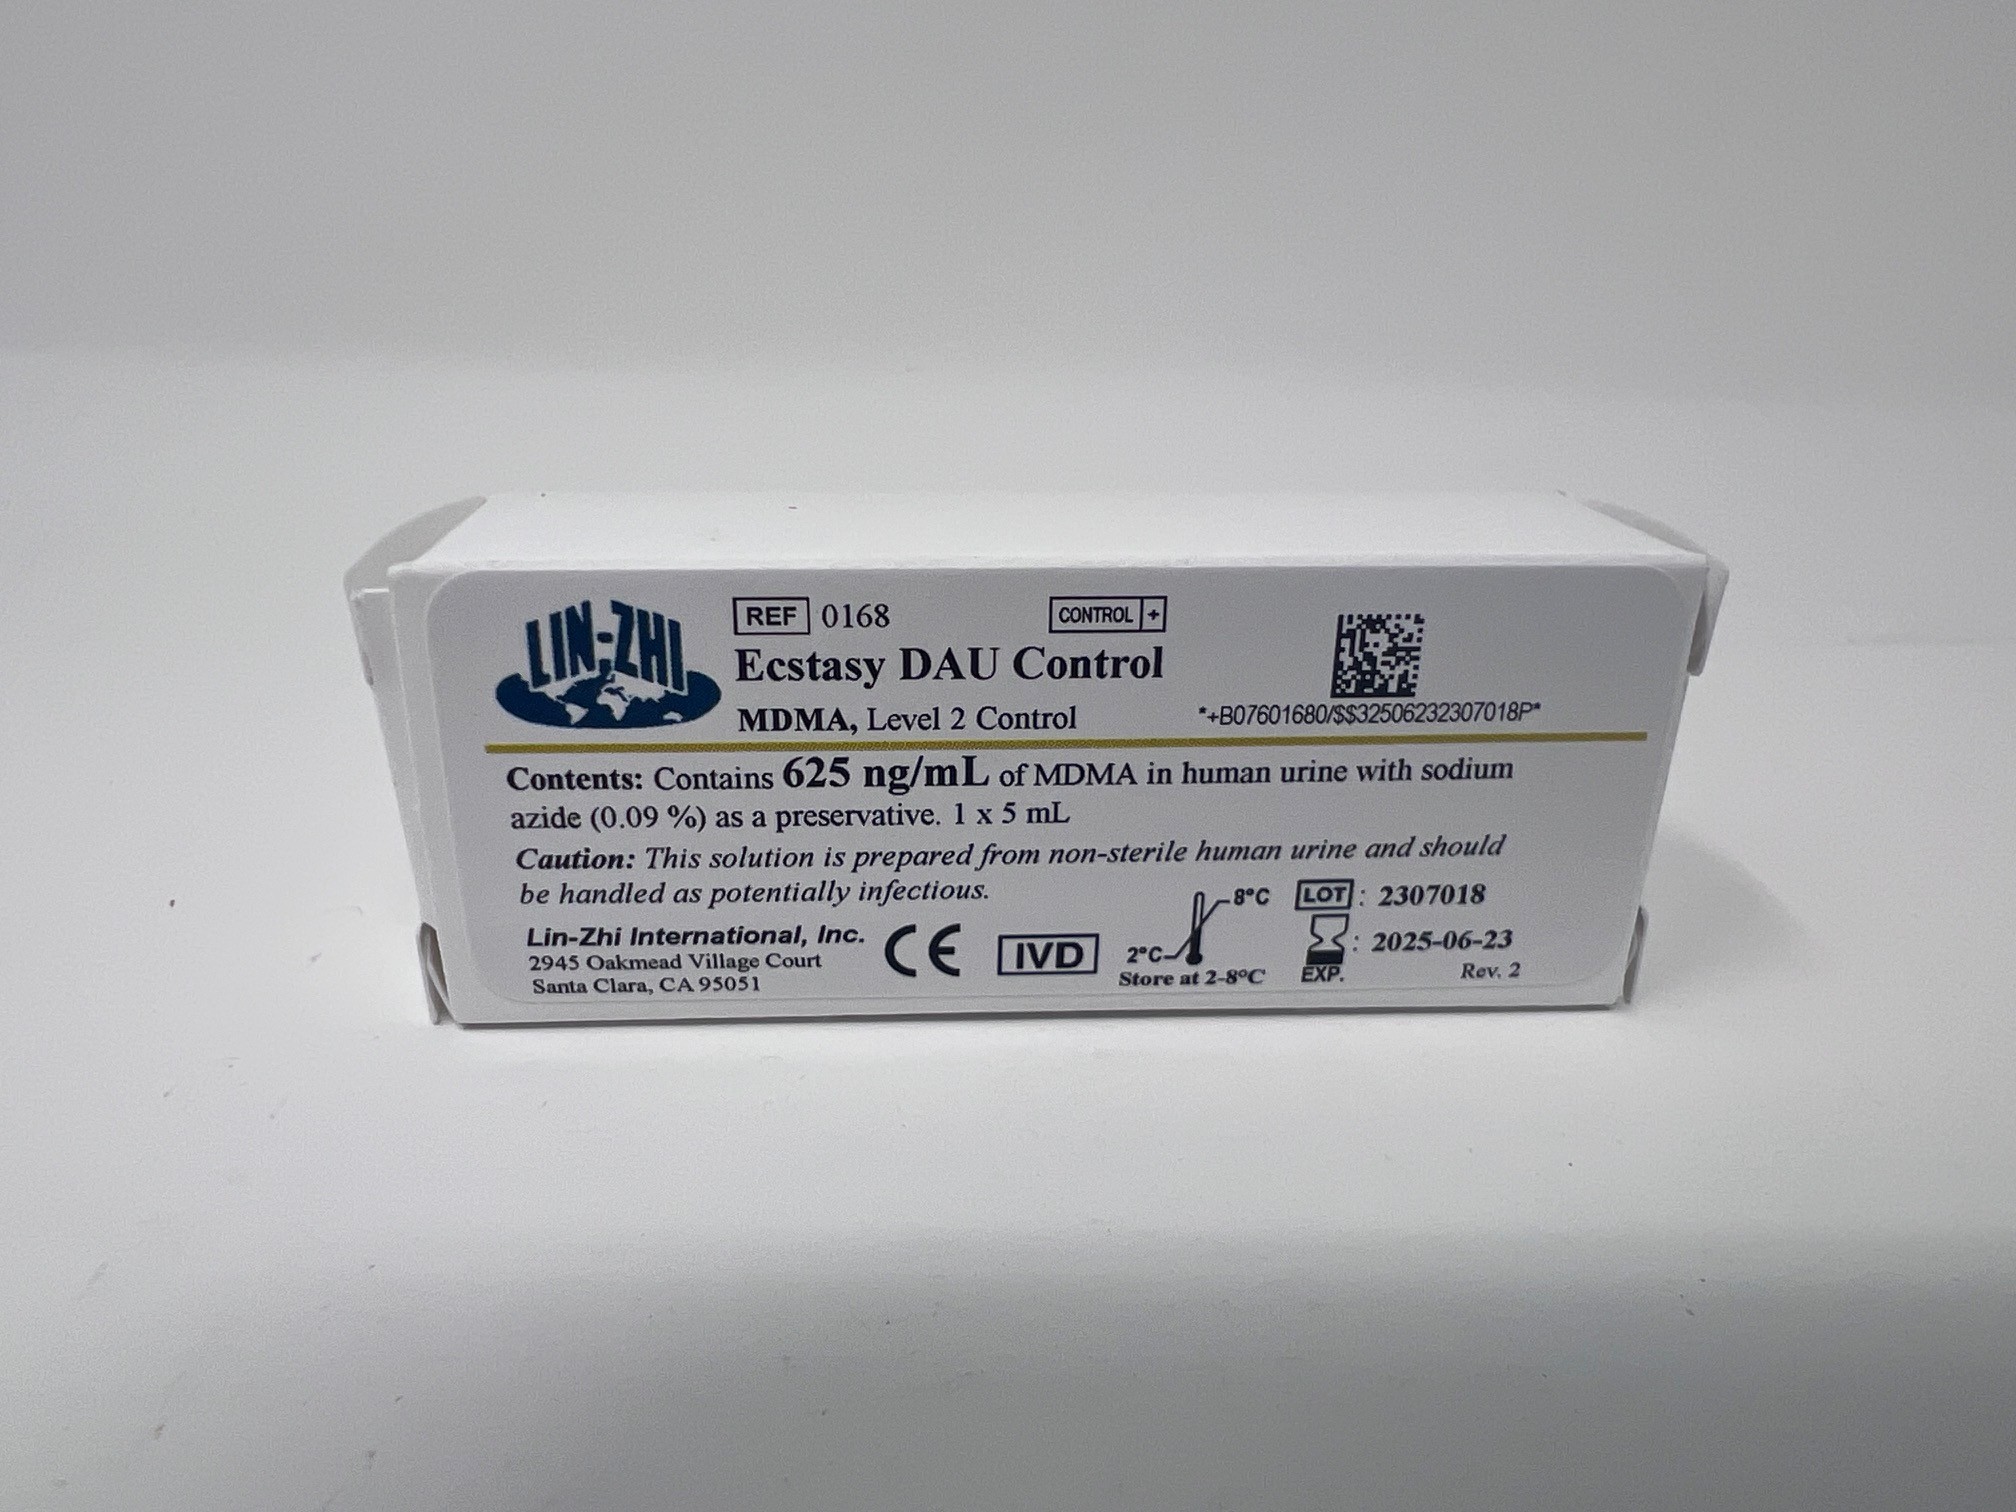 LIN-ZHI
REF 0168
CONTROL +
Ecstasy DAU Control
MDMA, Level 2 Control
*+B07601680/$$32506232307018P*
Contents: Contains 625 ng/mL of MDMA in human urine with sodium
azide (0.09 %) as a preservative. 1 x 5 mL
Caution: This solution is prepared from non-sterile human urine and should
be handled as potentially infectious.
Lin-Zhi International, Inc.
2945 Oakmead Village Court
Santa Clara, CA 95051
CE
IVD
8°C
2°C
Store at 2-8°C
LOT : 2307018
: 2025-06-23
EXP.
Rev. 2